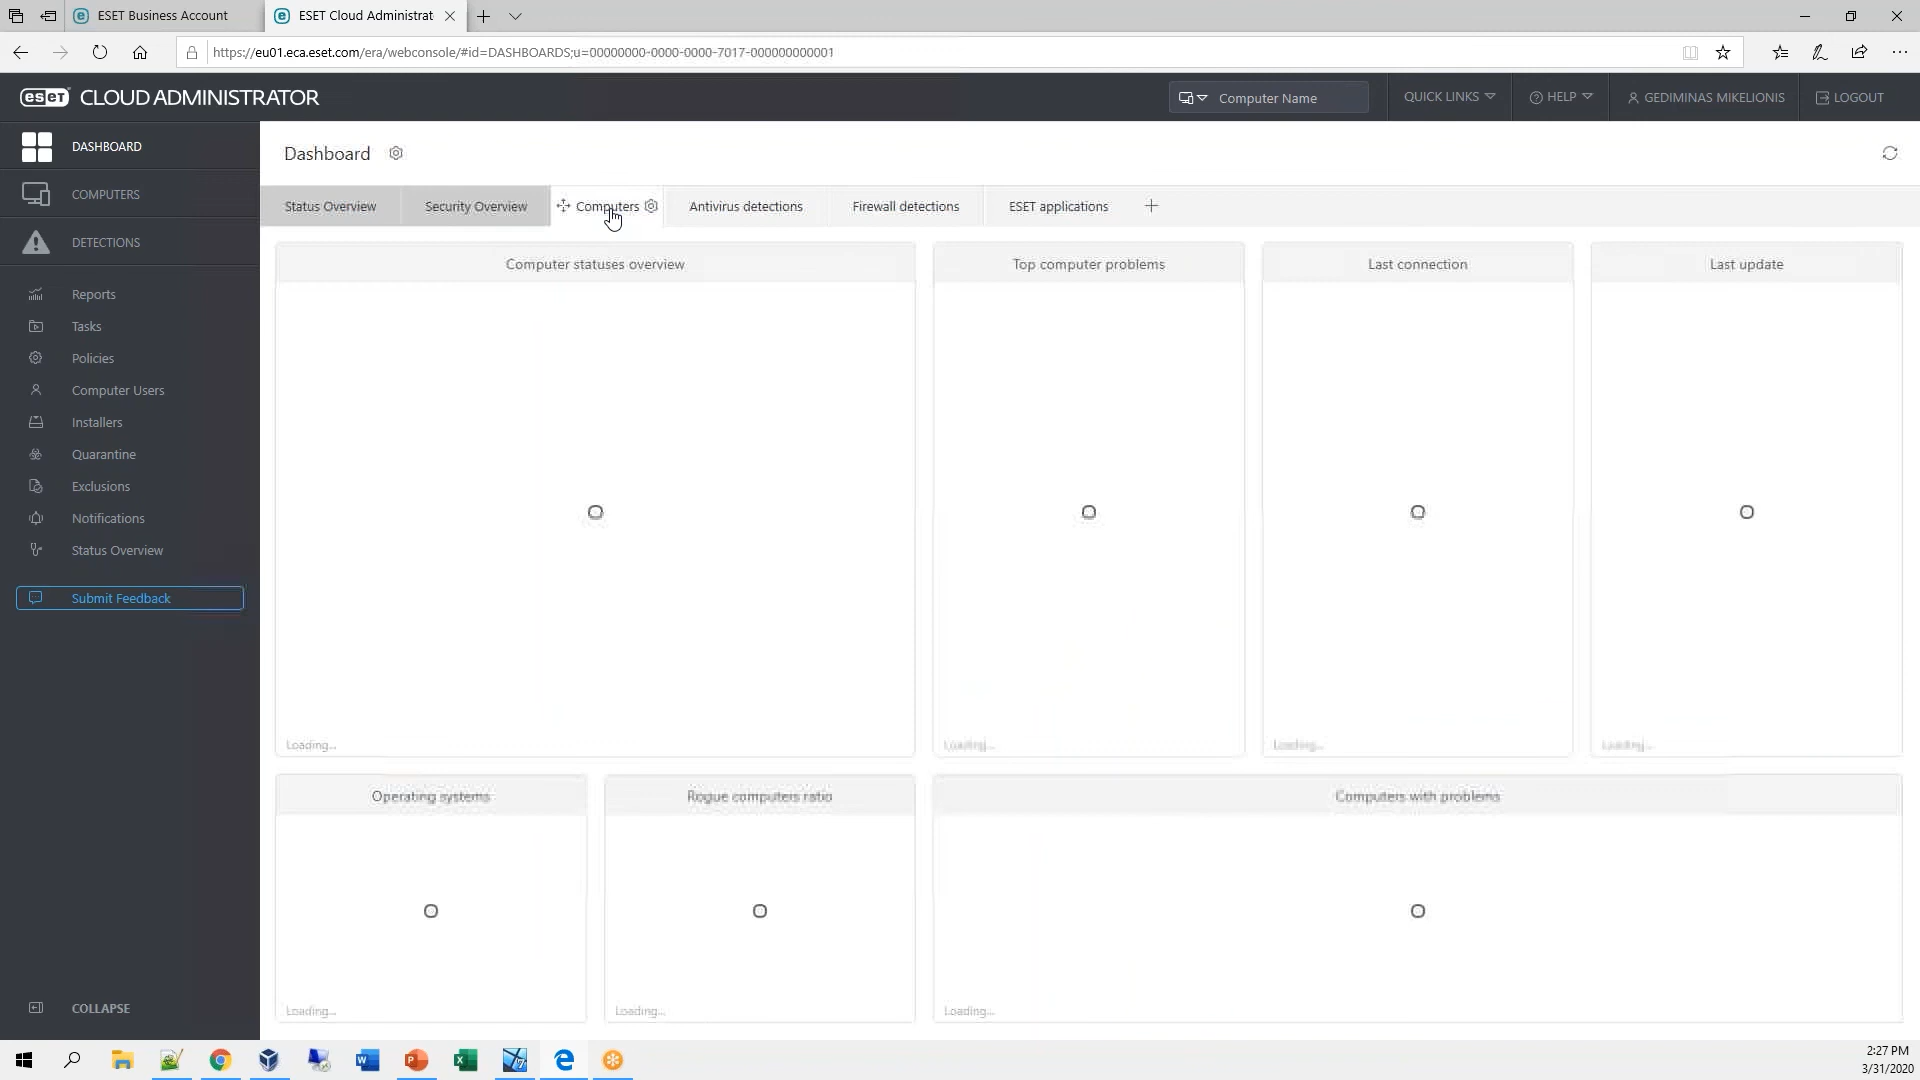 ESET Business Account
ESET Cloud Administrat
https://eu01.eca.eset.com/era/webconsole/#id=DASHBOARDS;u=00000000-0000-0000-7017-000000000001
eset CLOUD ADMINISTRATOR
Computer Name
QUICK LINKS
HELP
GEDIMINAS MIKELIONIS
LOGOUT
DASHBOARD
COMPUTERS
DETECTIONS
Reports
Tasks
Policies
Computer Users
Installers
Quarantine
Exclusions
Notifications
Status Overview
Submit Feedback
COLLAPSE
Dashboard
Status Overview
Security Overview
Computers
Antivirus detections
Firewall detections
ESET applications
Computer statuses overview
Top computer problems
Last connection
Last update
Loading...
Loading...
Loading...
Loading...
Operating systems
Rogue computers ratio
Computers with problems
Loading...
Loading...
Loading...
2:27 PM
3/31/2020